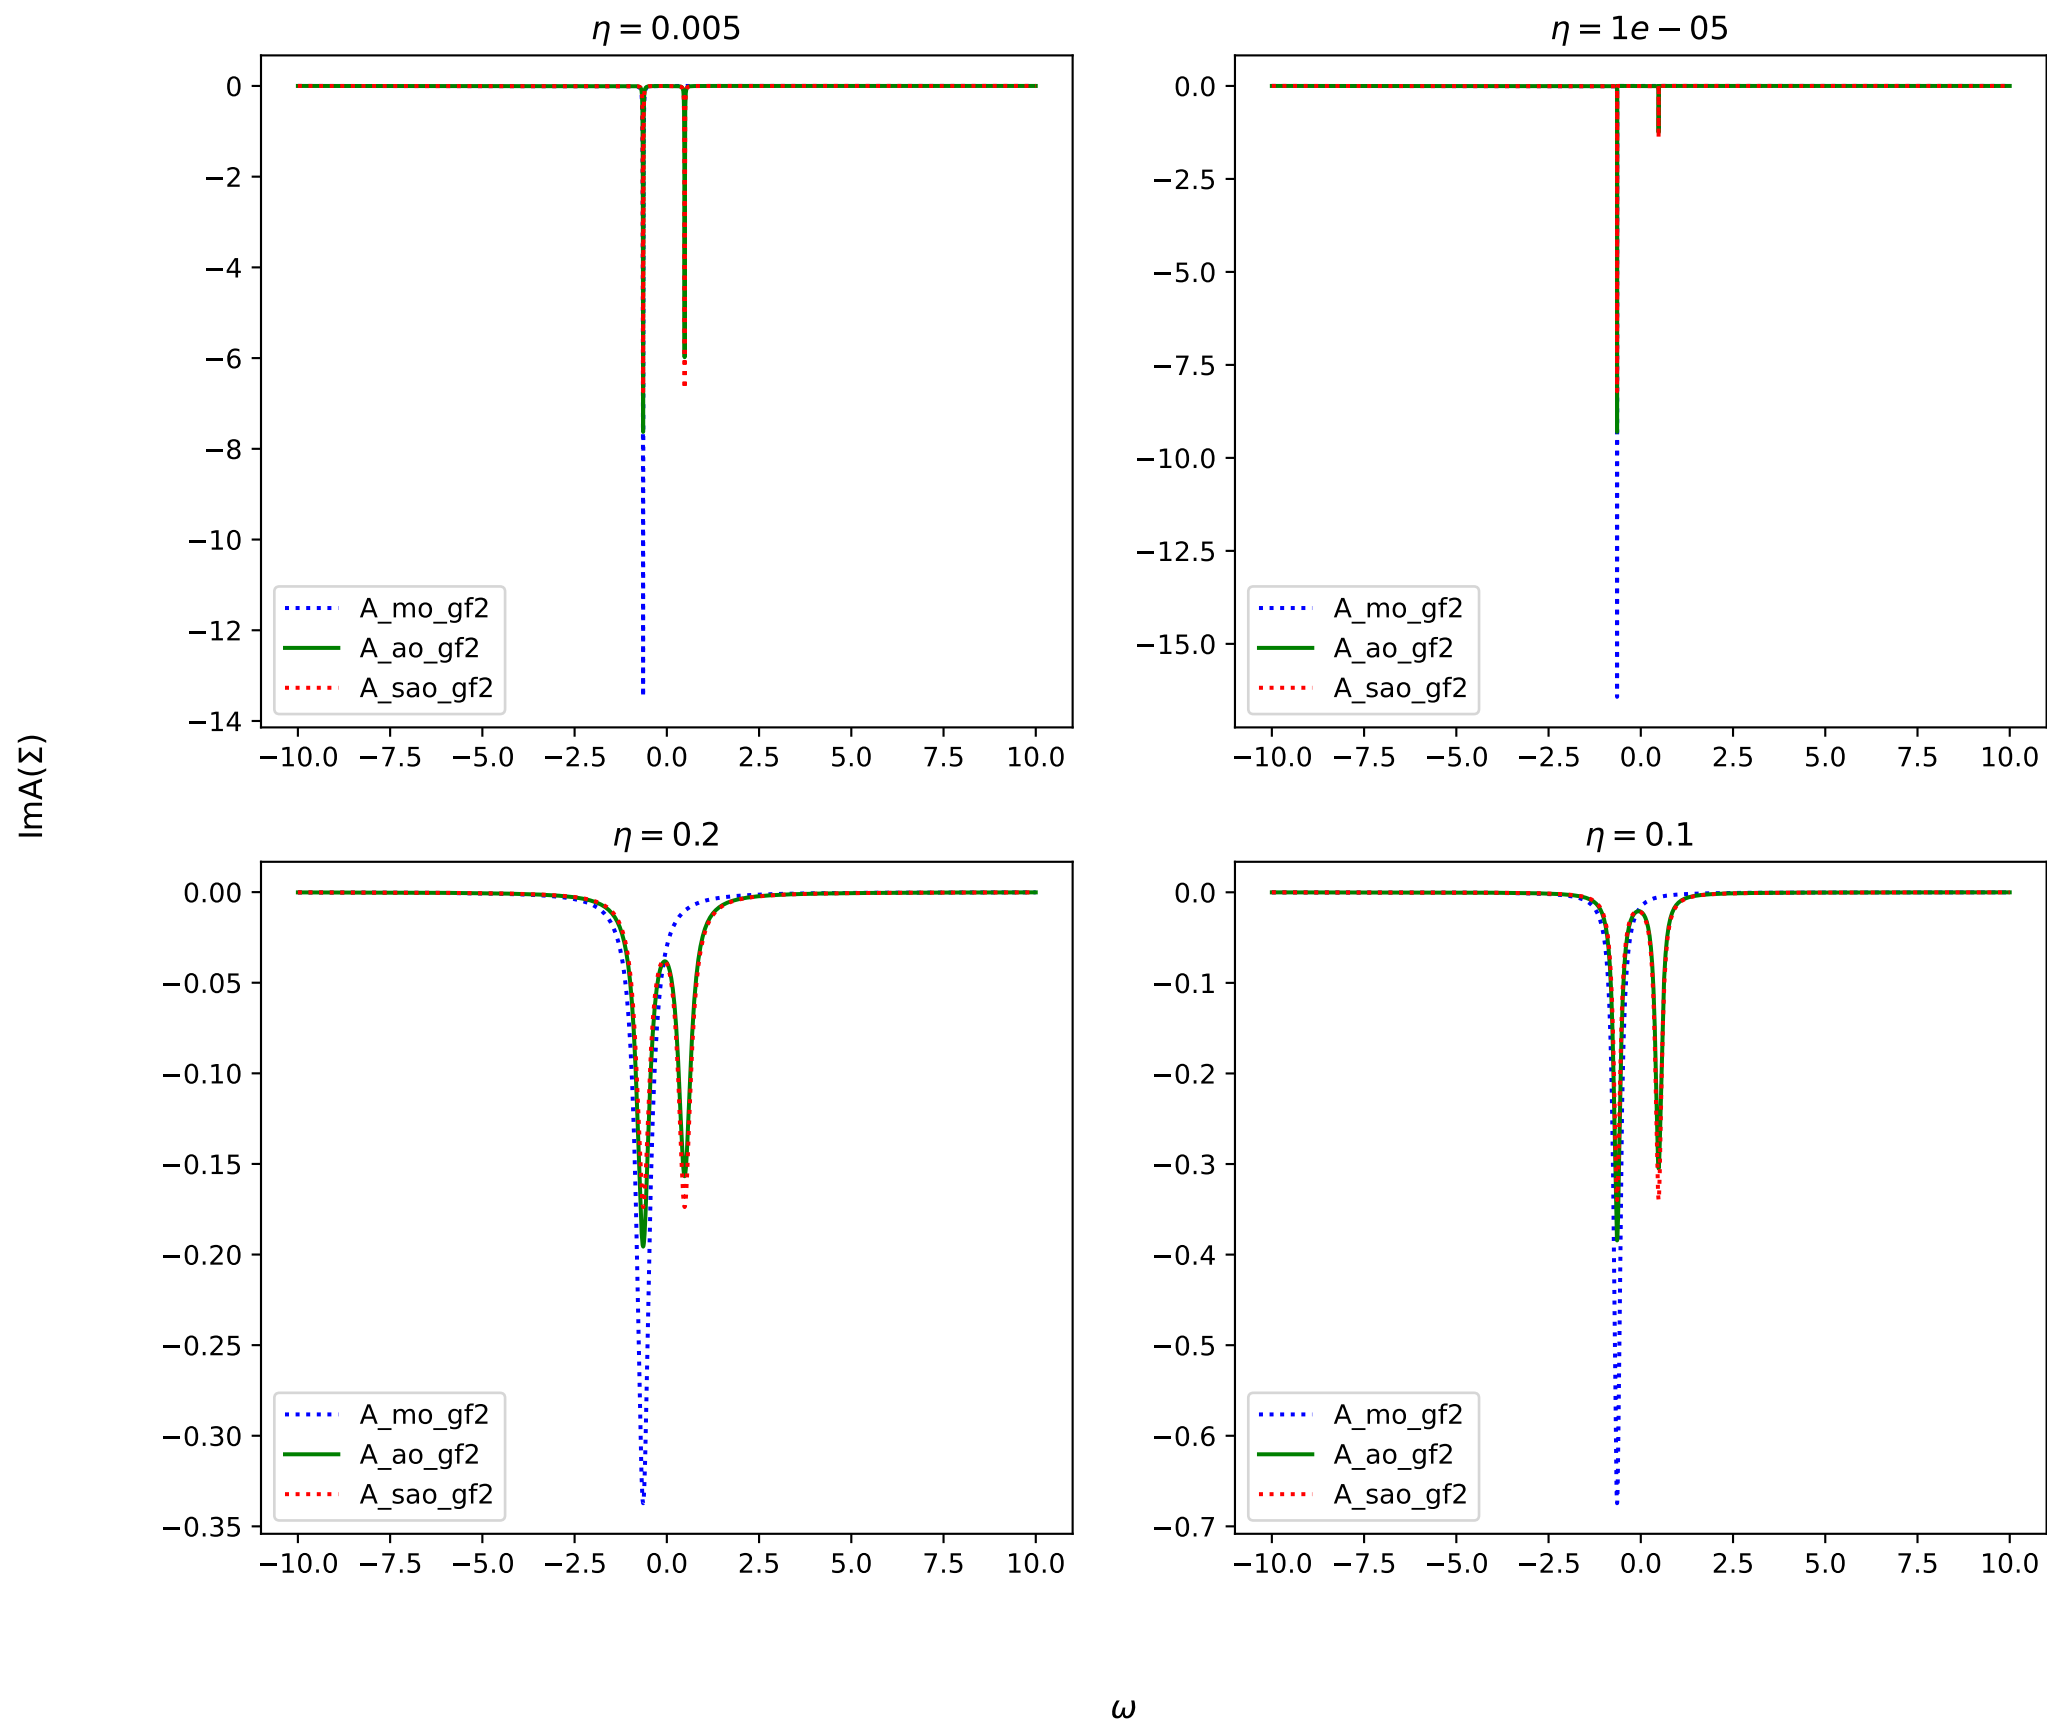 η = 0.005
0
−2
−4
−6
−8
−10
−12
−14
A_mo_gf2
A_ao_gf2
A_sao_gf2
−10.0 −7.5 −5.0 −2.5 0.0 2.5 5.0 7.5 10.0
η = 1e − 05
0.0
−2.5
−5.0
−7.5
−10.0
−12.5
−15.0
A_mo_gf2
A_ao_gf2
A_sao_gf2
−10.0 −7.5 −5.0 −2.5 0.0 2.5 5.0 7.5 10.0
ImA(Σ)
η = 0.2
0.00
−0.05
−0.10
−0.15
−0.20
−0.25
−0.30
−0.35
A_mo_gf2
A_ao_gf2
A_sao_gf2
−10.0 −7.5 −5.0 −2.5 0.0 2.5 5.0 7.5 10.0
η = 0.1
0.0
−0.1
−0.2
−0.3
−0.4
−0.5
−0.6
−0.7
A_mo_gf2
A_ao_gf2
A_sao_gf2
−10.0 −7.5 −5.0 −2.5 0.0 2.5 5.0 7.5 10.0
ω